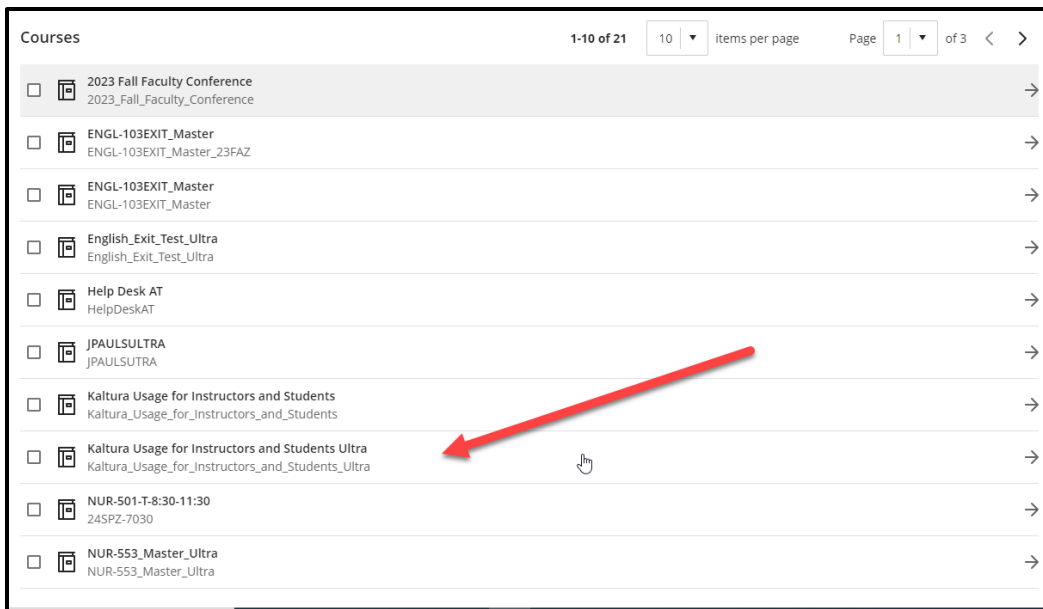 Courses 1-10 of 21 10 items per page Page 1 of 3
2023 Fall Faculty Conference
2023_Fall_Faculty_Conference
ENGL-103EXIT_Master
ENGL-103EXIT_Master_23FAZ
ENGL-103EXIT_Master
ENGL-103EXIT_Master
English_Exit_Test_Ultra
English_Exit_Test_Ultra
Help Desk AT
HelpDeskAT
JPAULSULTRA
JPAULSUTRA
Kaltura Usage for Instructors and Students
Kaltura_Usage_for_Instructors_and_Students
Kaltura Usage for Instructors and Students Ultra
Kaltura_Usage_for_Instructors_and_Students_Ultra
NUR-501-T-8:30-11:30
24SPZ-7030
NUR-553_Master_Ultra
NUR-553_Master_Ultra